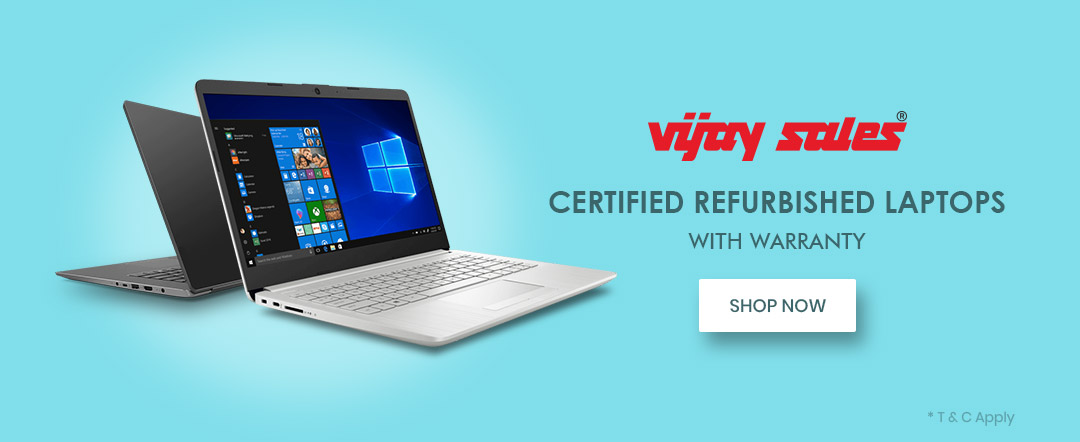 vijay sales®
CERTIFIED REFURBISHED LAPTOPS
WITH WARRANTY
SHOP NOW
* T & C Apply